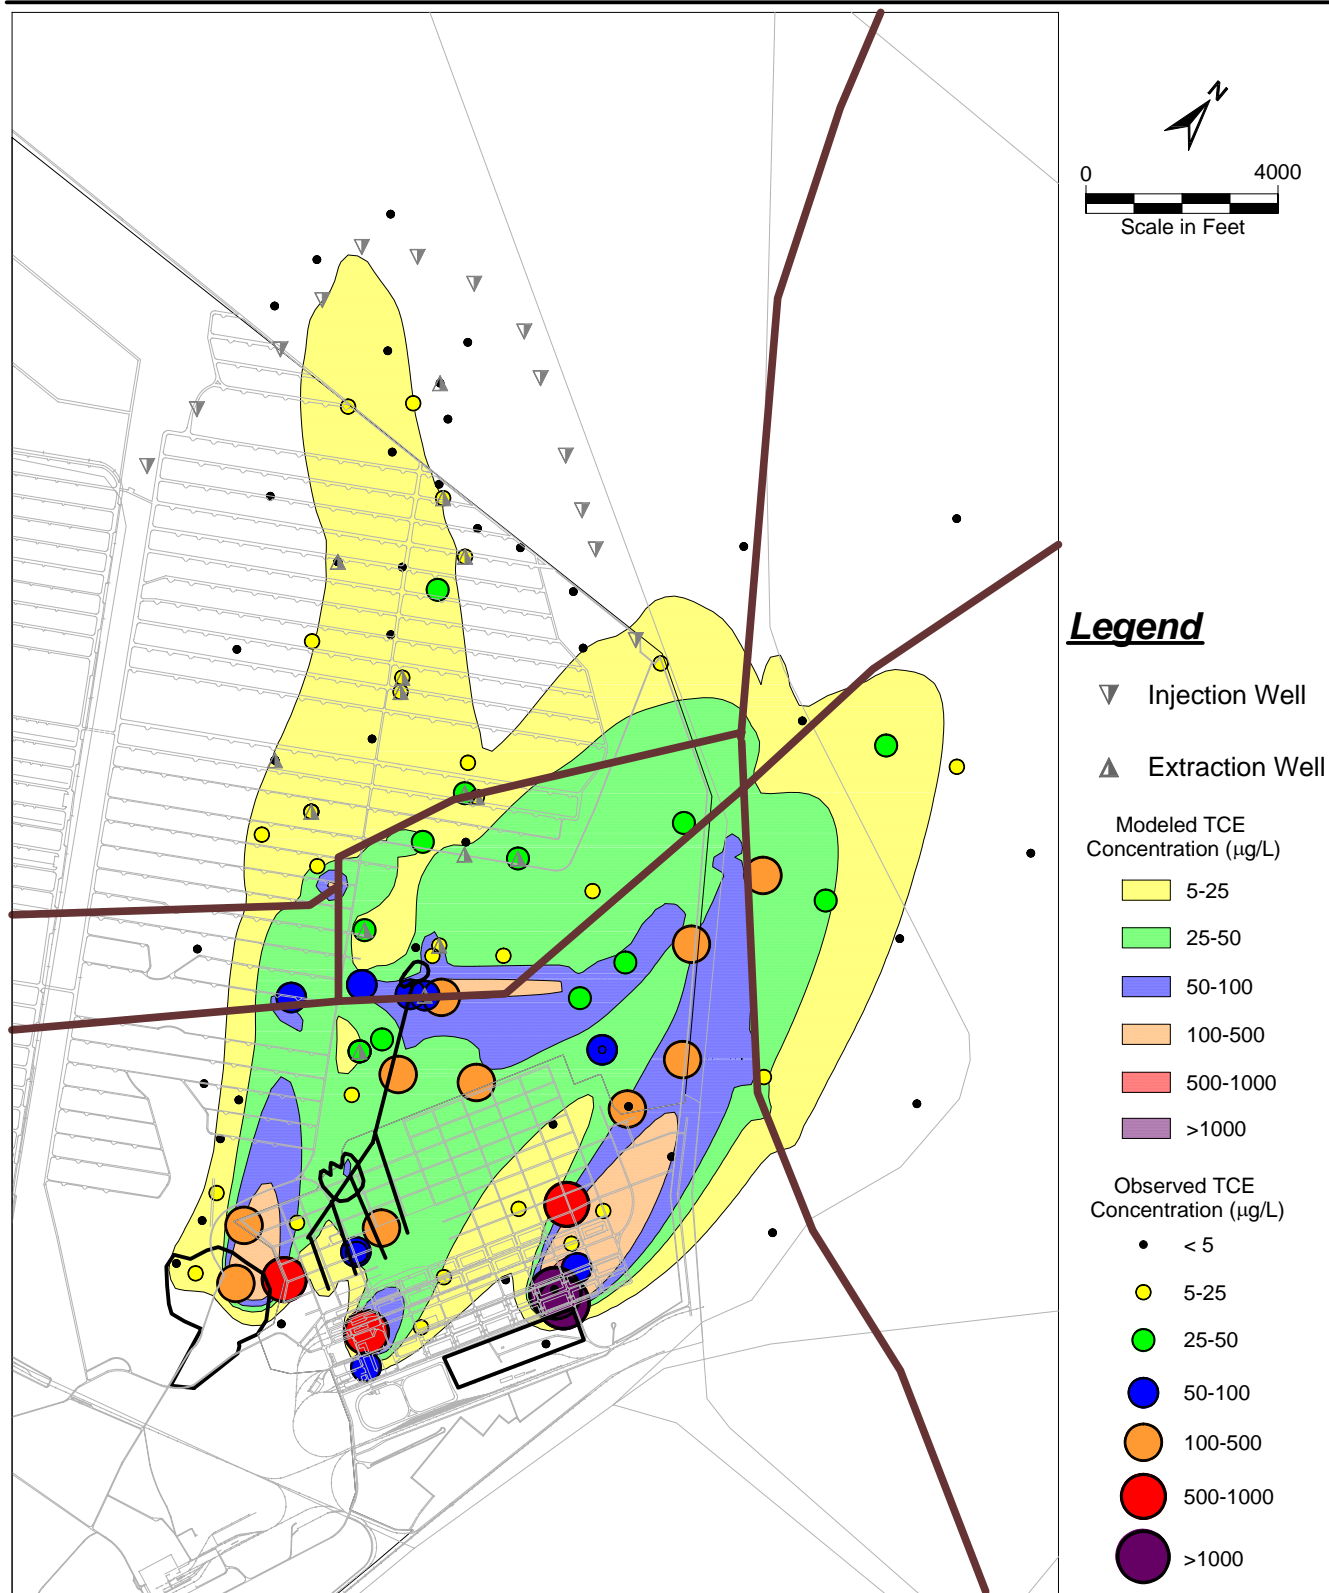 N
0 4000
Scale in Feet
Legend
Injection Well
Extraction Well
Modeled TCE
Concentration (µg/L)
5-25
25-50
50-100
100-500
500-1000
>1000
Observed TCE
Concentration (µg/L)
< 5
5-25
25-50
50-100
100-500
500-1000
>1000